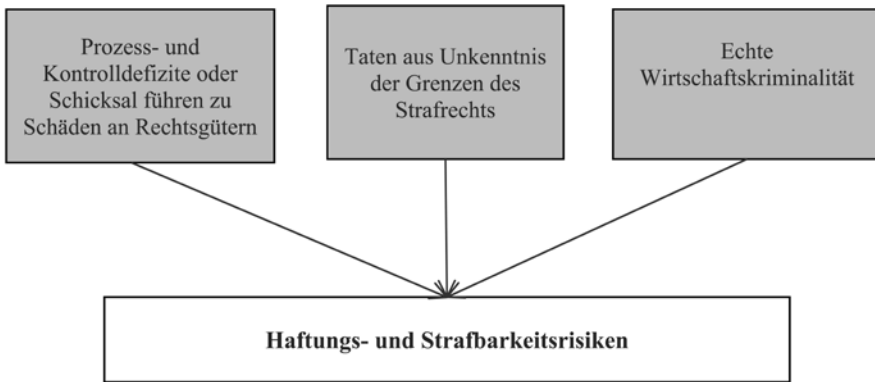 Prozess- und
Kontrolldefizite oder
Schicksal führen zu
Schäden an Rechtsgütern
Taten aus Unkenntnis
der Grenzen des
Strafrechts
Echte
Wirtschaftskriminalität
Haftungs- und Strafbarkeitsrisiken